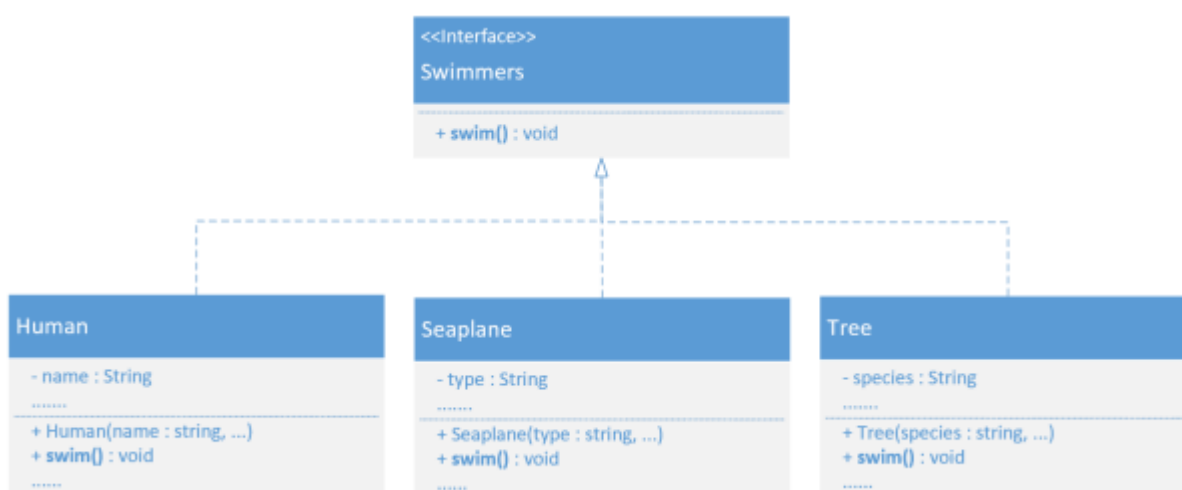 <<Interface>>
Swimmers
+ swim() : void
Human
- name : String
.......
+ Human(name : string, ...)
+ swim() : void
......
Seaplane
- type : String
.......
+ Seaplane(type : string, ...)
+ swim() : void
......
Tree
- species : String
.......
+ Tree(species : string, ...)
+ swim() : void
......